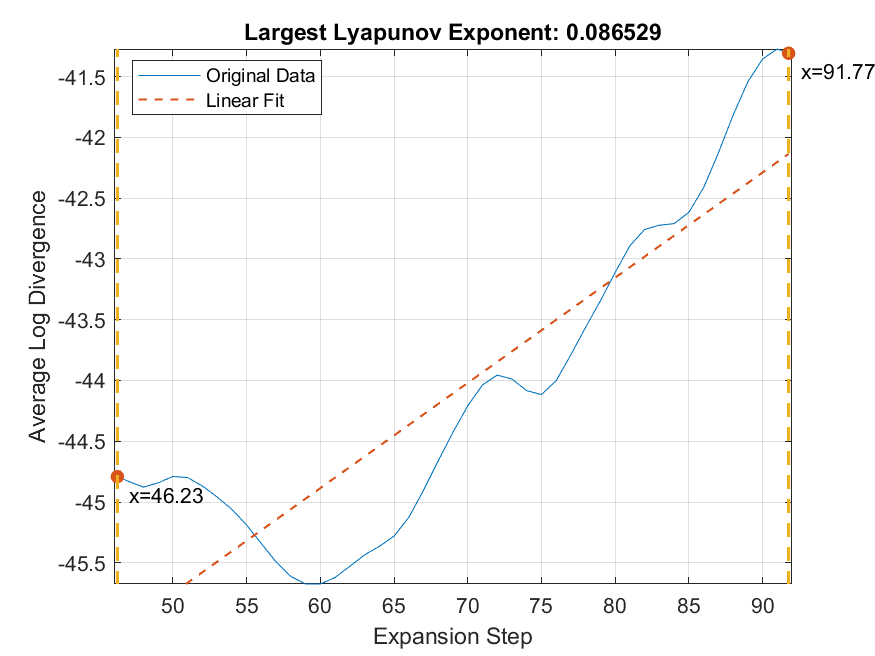 Largest Lyapunov Exponent: 0.086529
Original Data
Linear Fit
x=91.77
x=46.23
Average Log Divergence
-41.5
-42
-42.5
-43
-43.5
-44
-44.5
-45
-45.5
50
55
60
65
70
75
80
85
90
Expansion Step